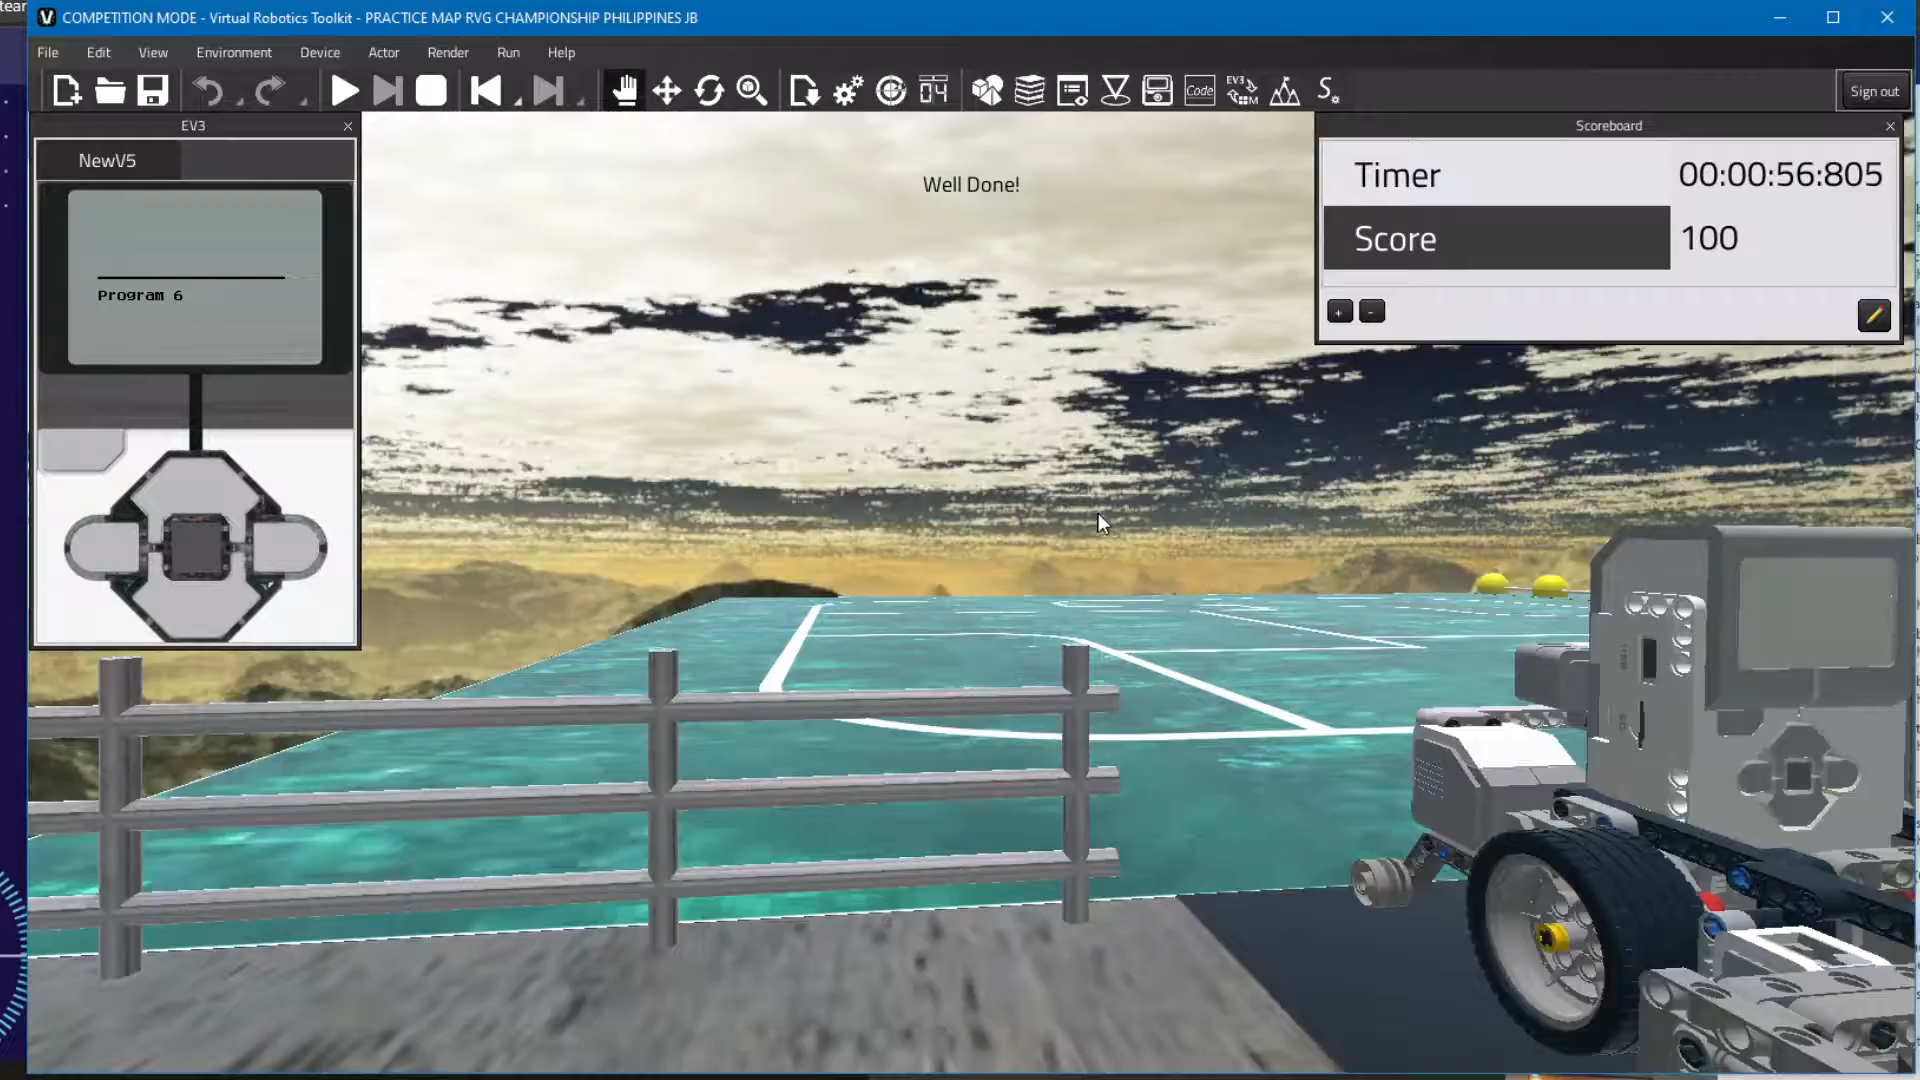 tear
COMPETITION MODE - Virtual Robotics Toolkit - PRACTICE MAP RVG CHAMPIONSHIP PHILIPPINES JB
File Edit View Environment Device Actor Render Run Help
Code
EV3
Sign out
EV3
NewV5
Program 6
Well Done!
Scoreboard
Timer 00:00:56:805
Score 100